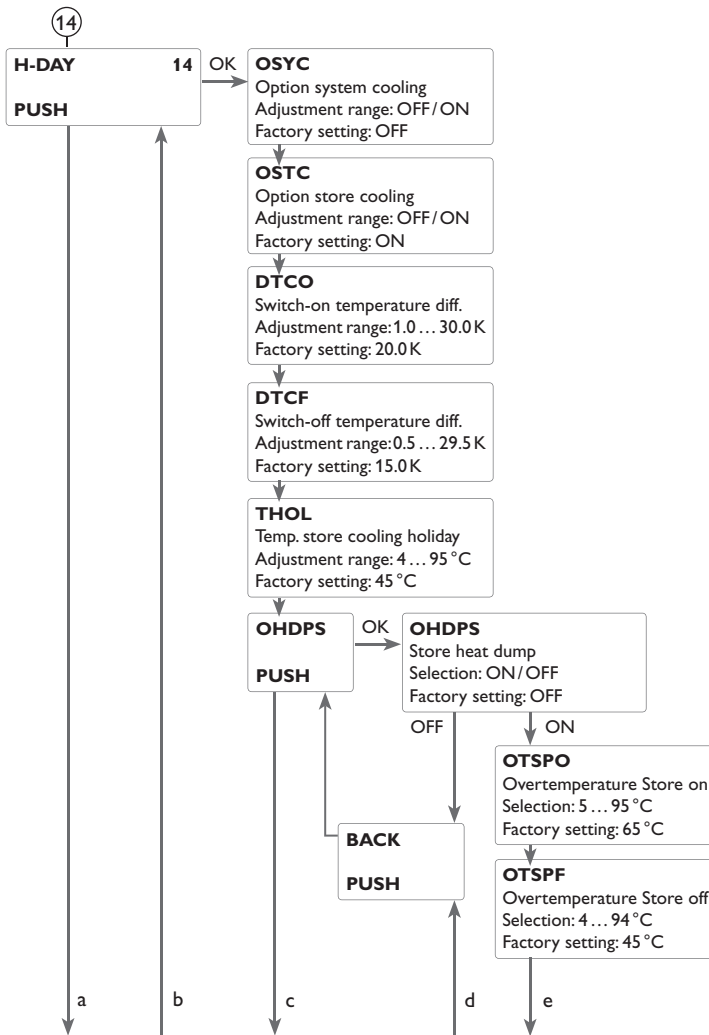 14
H-DAY 14
PUSH
OK
OSYC
Option system cooling
Adjustment range: OFF / ON
Factory setting: OFF
OSTC
Option store cooling
Adjustment range: OFF / ON
Factory setting: ON
DTCO
Switch-on temperature diff.
Adjustment range: 1.0 … 30.0 K
Factory setting: 20.0 K
DTCF
Switch-off temperature diff.
Adjustment range: 0.5 … 29.5 K
Factory setting: 15.0 K
THOL
Temp. store cooling holiday
Adjustment range: 4 … 95 °C
Factory setting: 45 °C
OHDPS
PUSH
OK
OHDPS
Store heat dump
Selection: ON / OFF
Factory setting: OFF
OFF
ON
OTSPO
Overtemperature Store on
Selection: 5 … 95 °C
Factory setting: 65 °C
BACK
PUSH
OTSPF
Overtemperature Store off
Selection: 4 … 94 °C
Factory setting: 45 °C
a b c d e